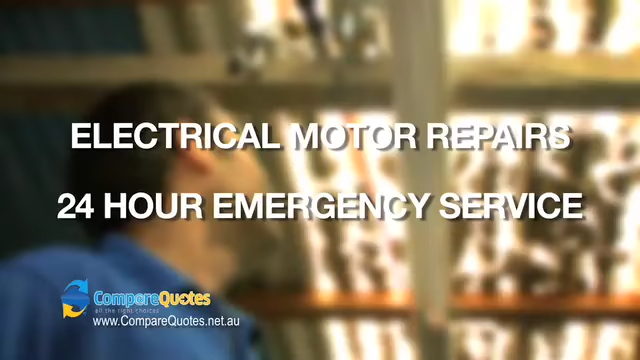 ELECTRICAL MOTOR REPAIRS
24 HOUR EMERGENCY SERVICE
CompareQuotes
all the right choices
www.CompareQuotes.net.au